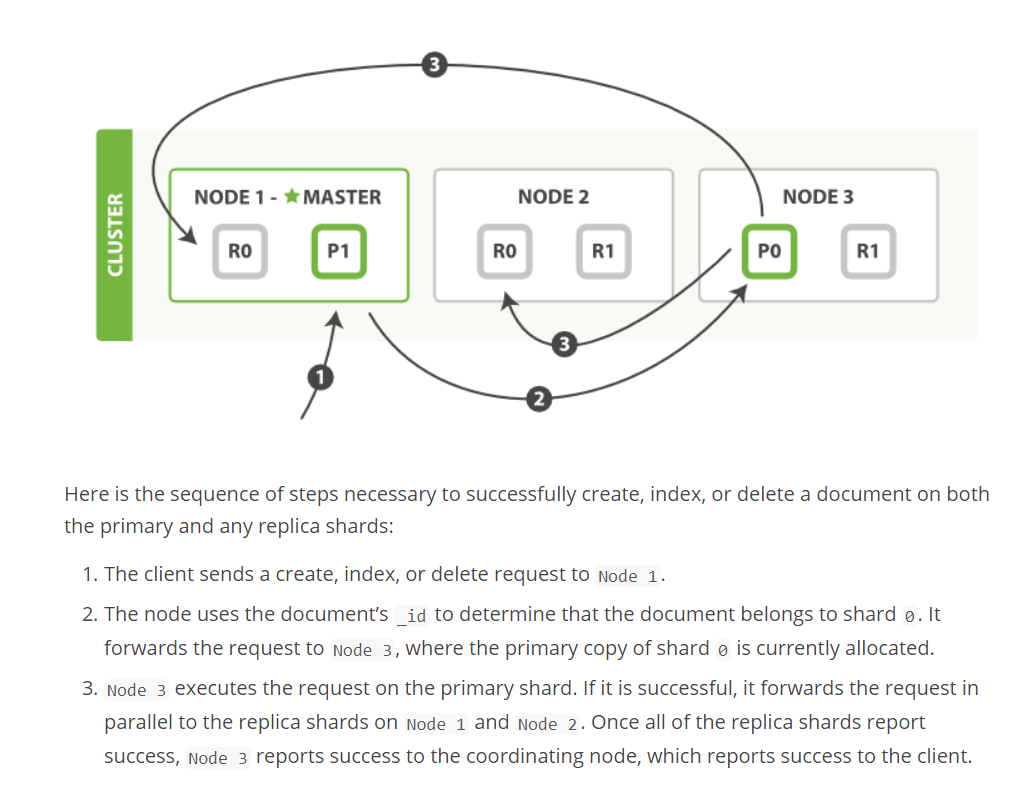 3
CLUSTER
NODE 1 - ★ MASTER
NODE 2
NODE 3
R0
P1
R0
R1
P0
R1
3
1
2
Here is the sequence of steps necessary to successfully create, index, or delete a document on both
the primary and any replica shards:
1. The client sends a create, index, or delete request to Node 1.
2. The node uses the document’s _id to determine that the document belongs to shard 0. It
forwards the request to Node 3, where the primary copy of shard 0 is currently allocated.
3. Node 3 executes the request on the primary shard. If it is successful, it forwards the request in
parallel to the replica shards on Node 1 and Node 2. Once all of the replica shards report
success, Node 3 reports success to the coordinating node, which reports success to the client.